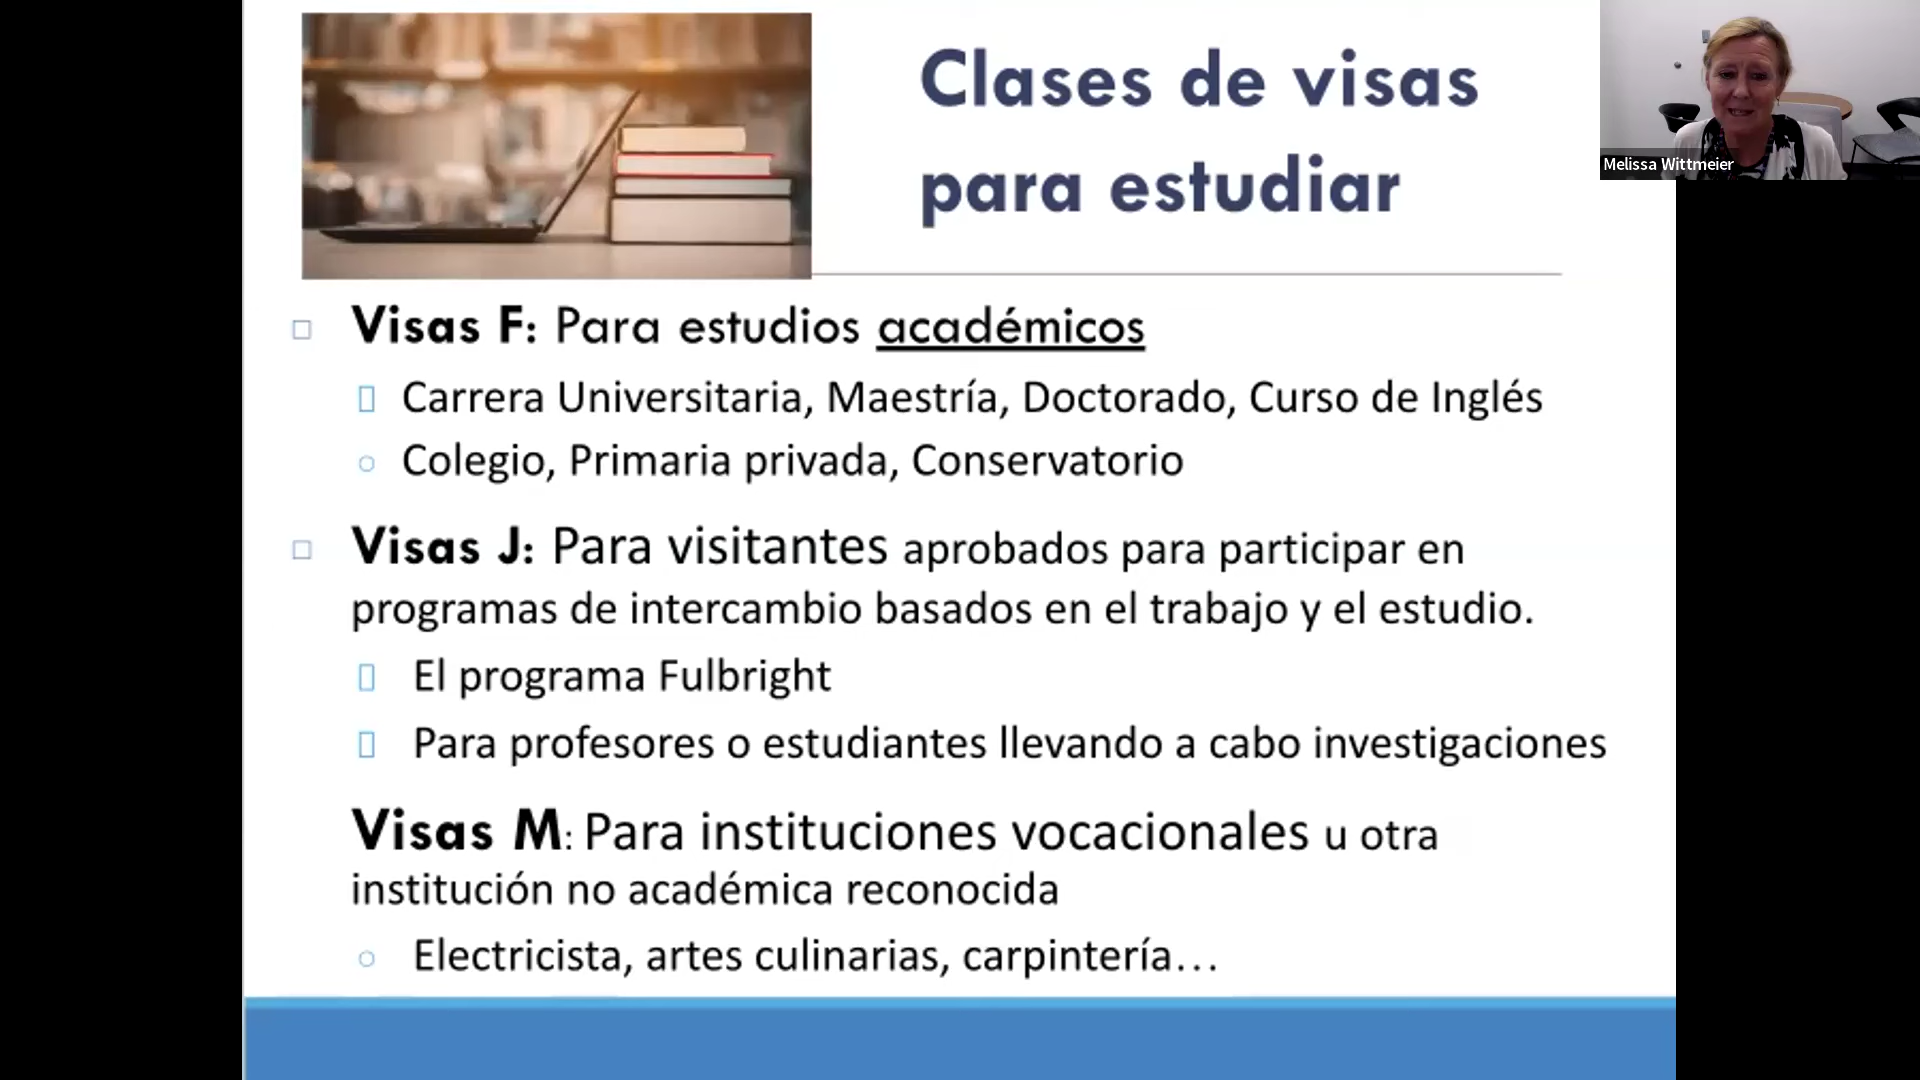 Clases de visas
para estudiar
Melissa Wittmeier
Visas F: Para estudios académicos
Carrera Universitaria, Maestría, Doctorado, Curso de Inglés
Colegio, Primaria privada, Conservatorio
Visas J: Para visitantes aprobados para participar en
programas de intercambio basados en el trabajo y el estudio.
El programa Fulbright
Para profesores o estudiantes llevando a cabo investigaciones
Visas M: Para instituciones vocacionales u otra
institución no académica reconocida
Electricista, artes culinarias, carpintería…